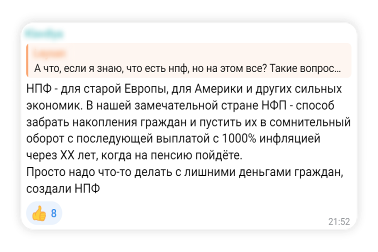 А что, если я знаю, что есть нпф, но на этом все? Такие вопрос...
НПФ - для старой Европы, для Америки и других сильных
экономик. В нашей замечательной стране НФП - способ
забрать накопления граждан и пустить их в сомнительный
оборот с последующей выплатой с 1000% инфляцией
через ХХ лет, когда на пенсию пойдёте.
Просто надо что-то делать с лишними деньгами граждан,
создали НПФ
👍 8
21:52